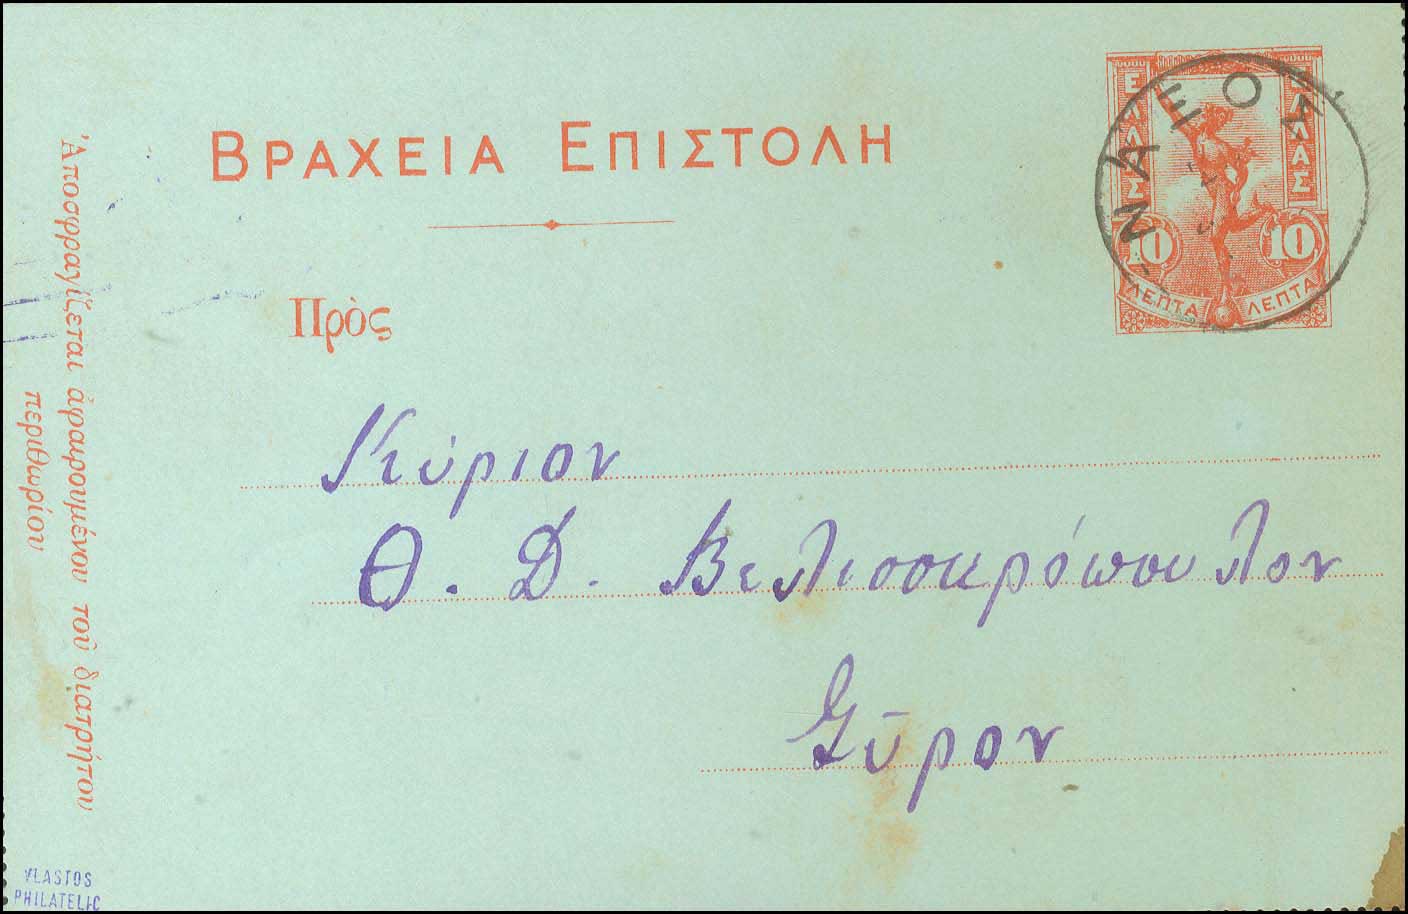 ΒΡΑΧΕΙΑ ΕΠΙΣΤΟΛΗ
Πρὸς
Κύριον
Θ. Δ. Βελισσαρόπουλον
Σῦρον
Ἀποσφραγίζεται ἀφαιρουμένου τοῦ διατρήτου
περιθωρίου
ΕΛΛΑΣ
ΕΛΛΑΣ
10
10
ΛΕΠΤΑ
ΛΕΠΤΑ
VLASTOS
PHILATELIC